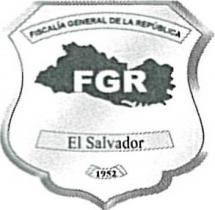 FISCALÍA GENERAL DE LA REPÚBLICA
FGR
El Salvador
1952